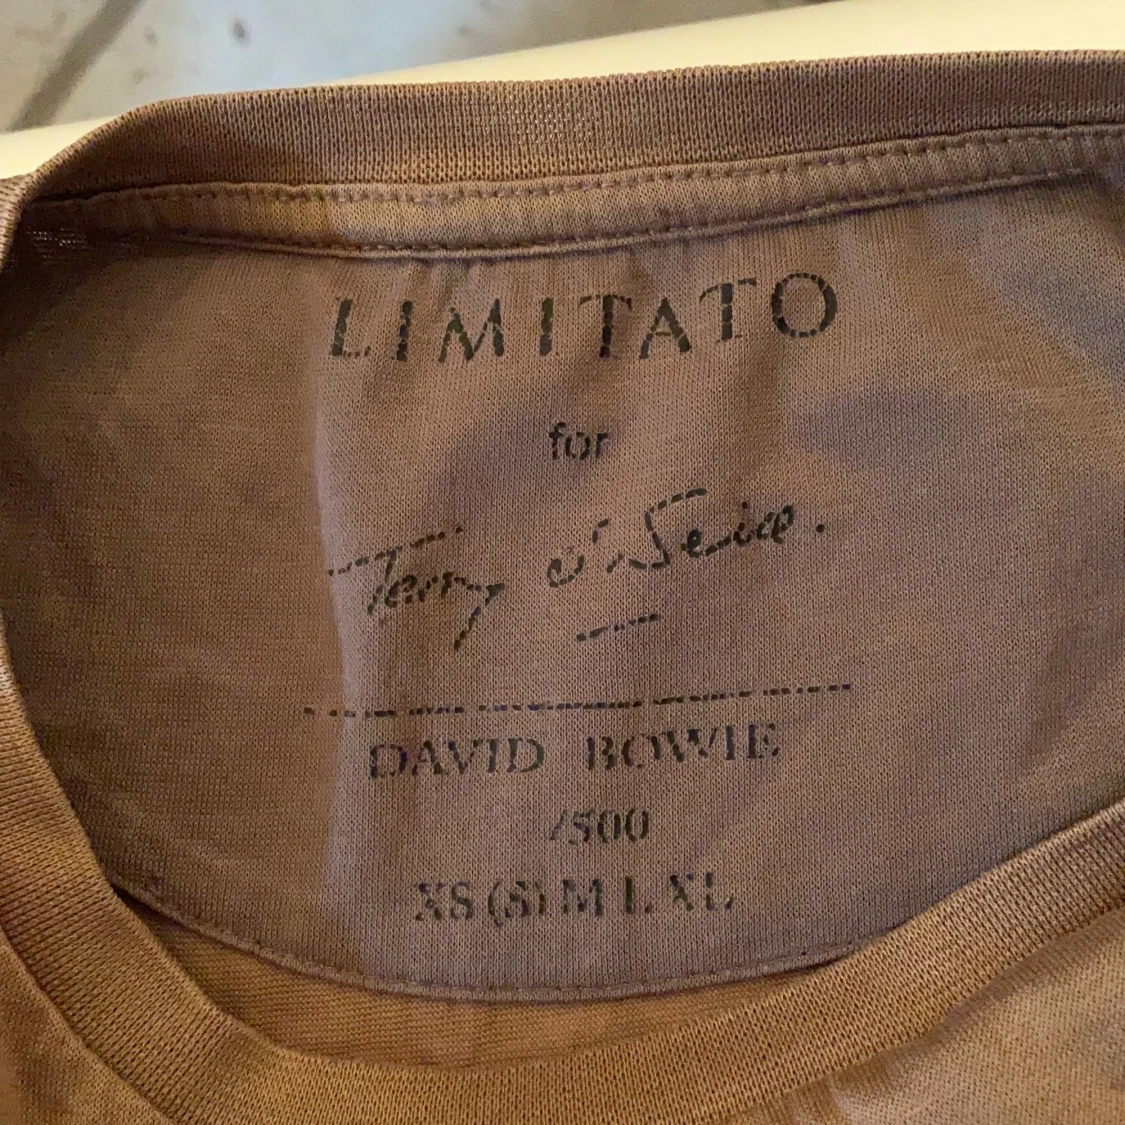 LIMITATO
for
Terry O'Neill.
DAVID BOWIE
/500
XS (S) M L XL